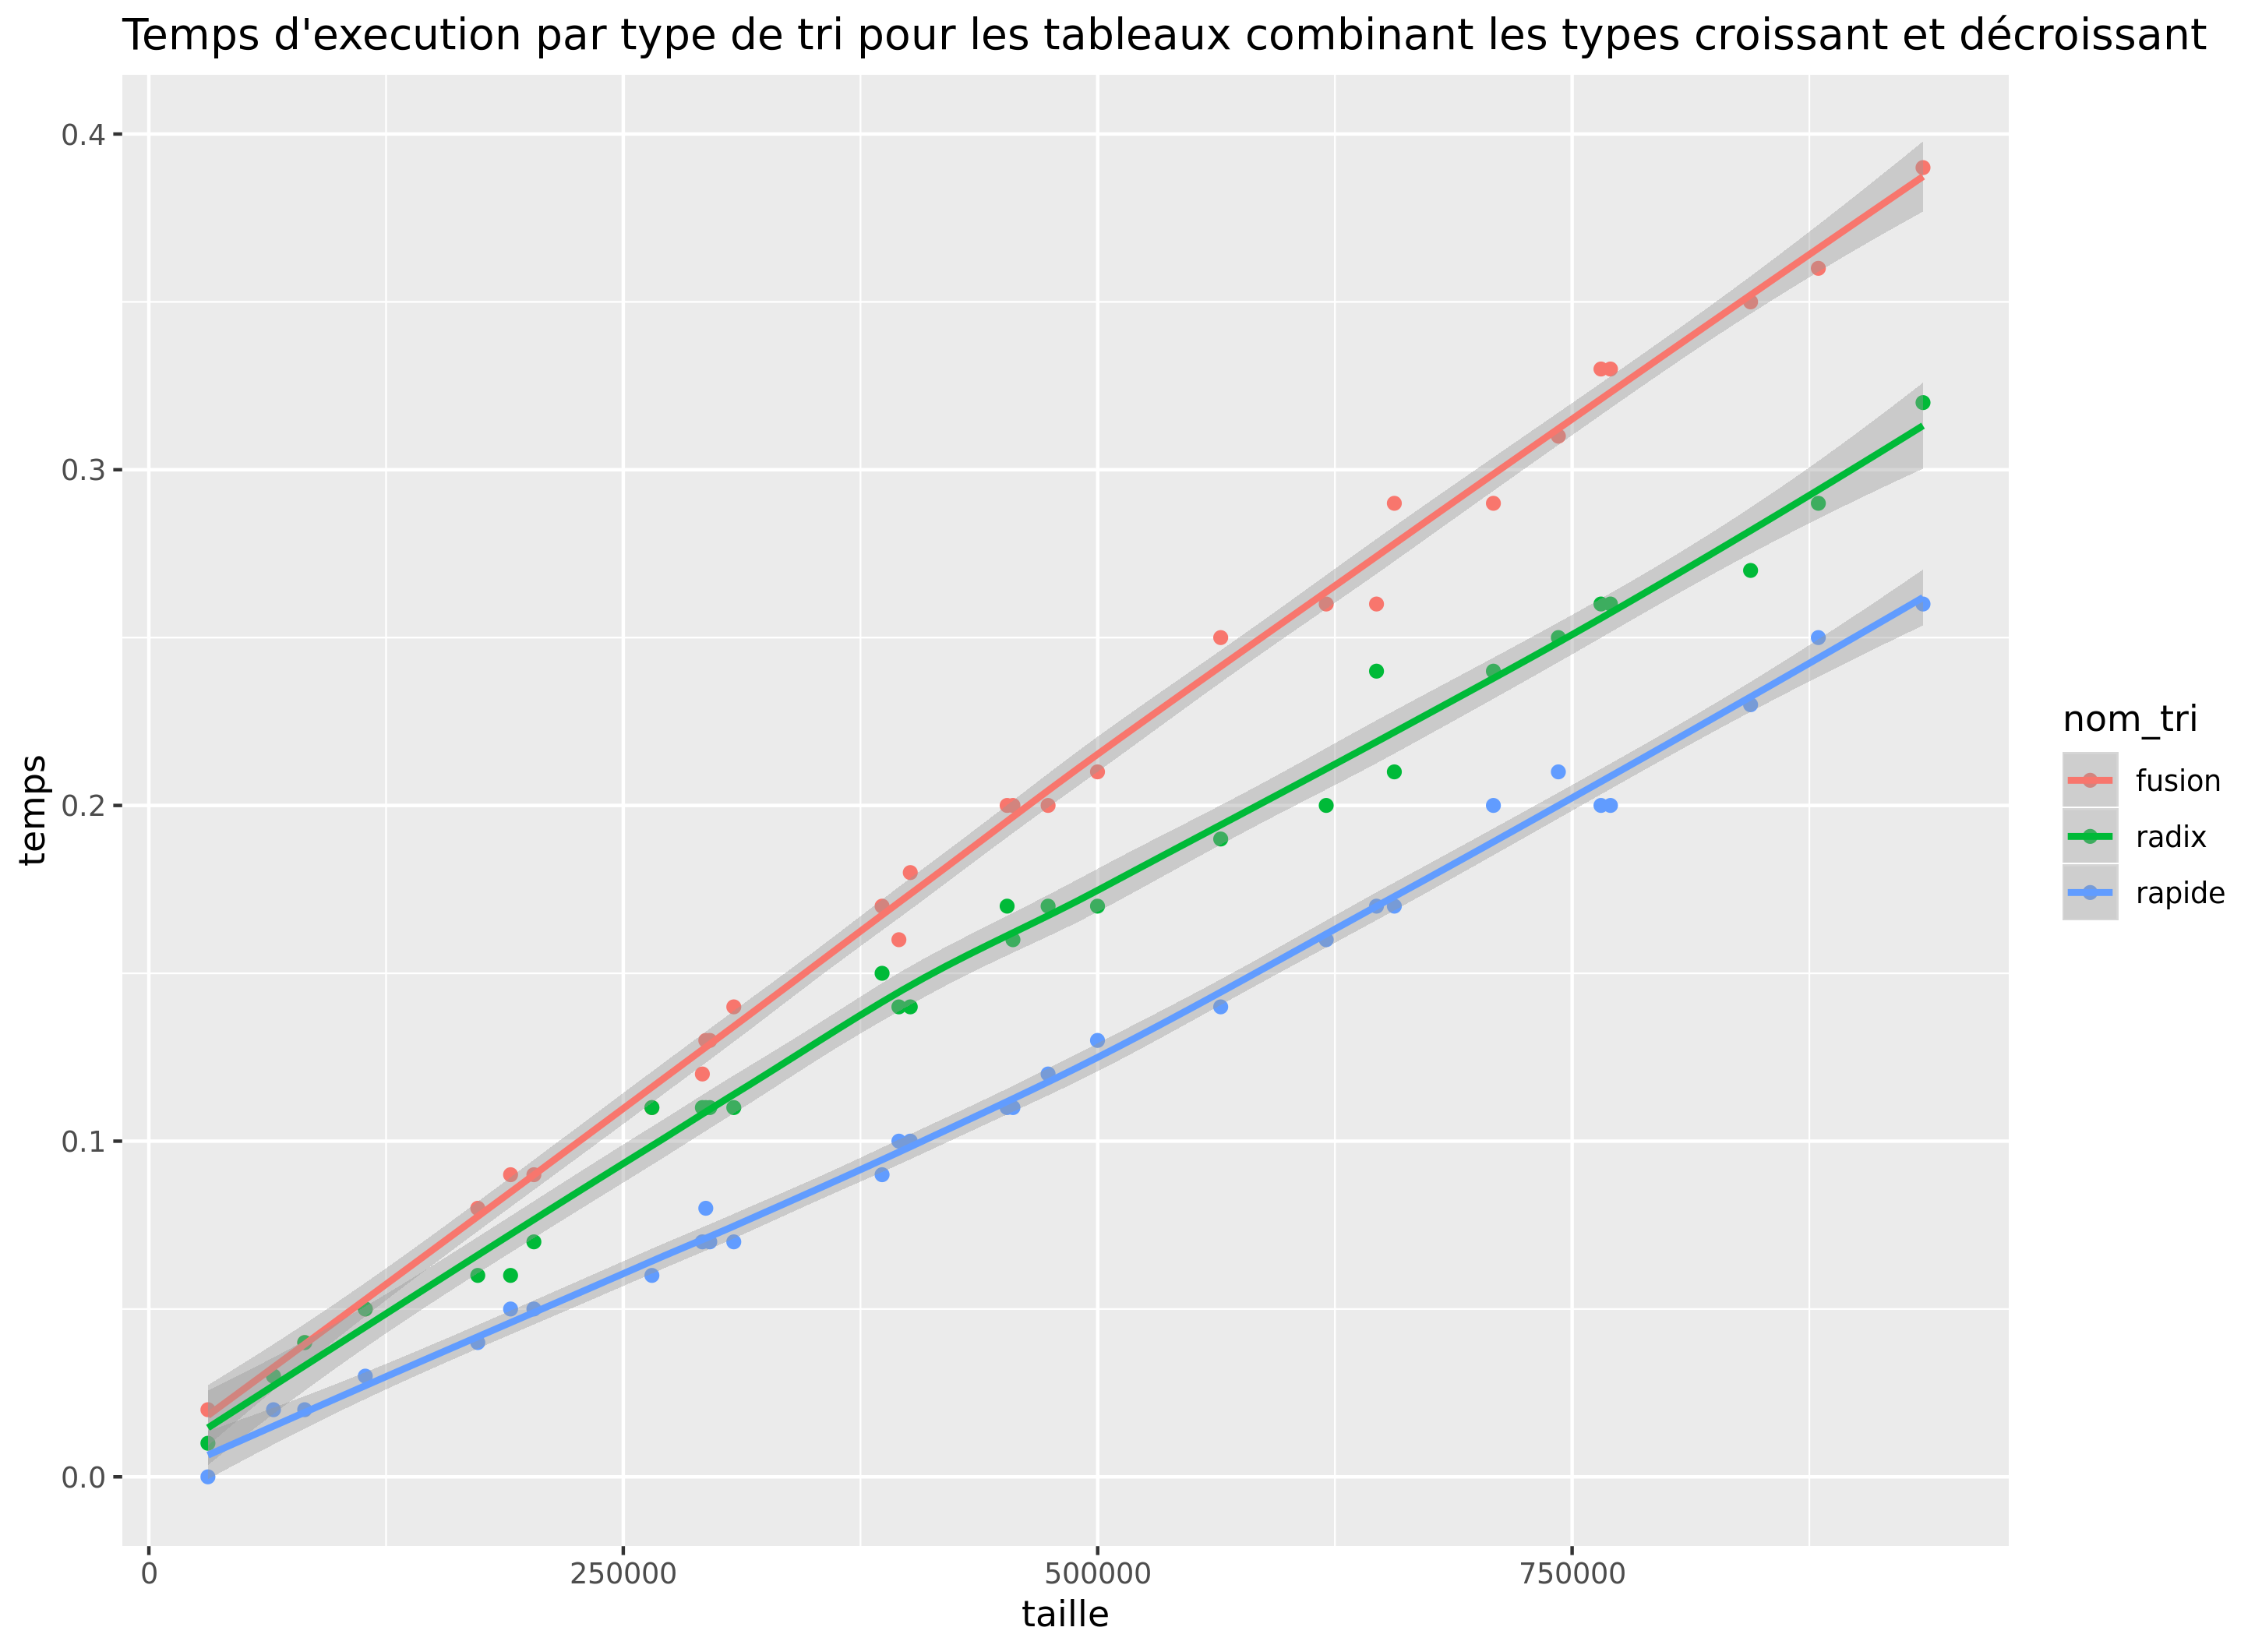 Temps d'execution par type de tri pour les tableaux combinant les types croissant et décroissant
0.4
0.3
0.2
0.1
0.0
temps
0
250000
500000
750000
taille
nom_tri
fusion
radix
rapide